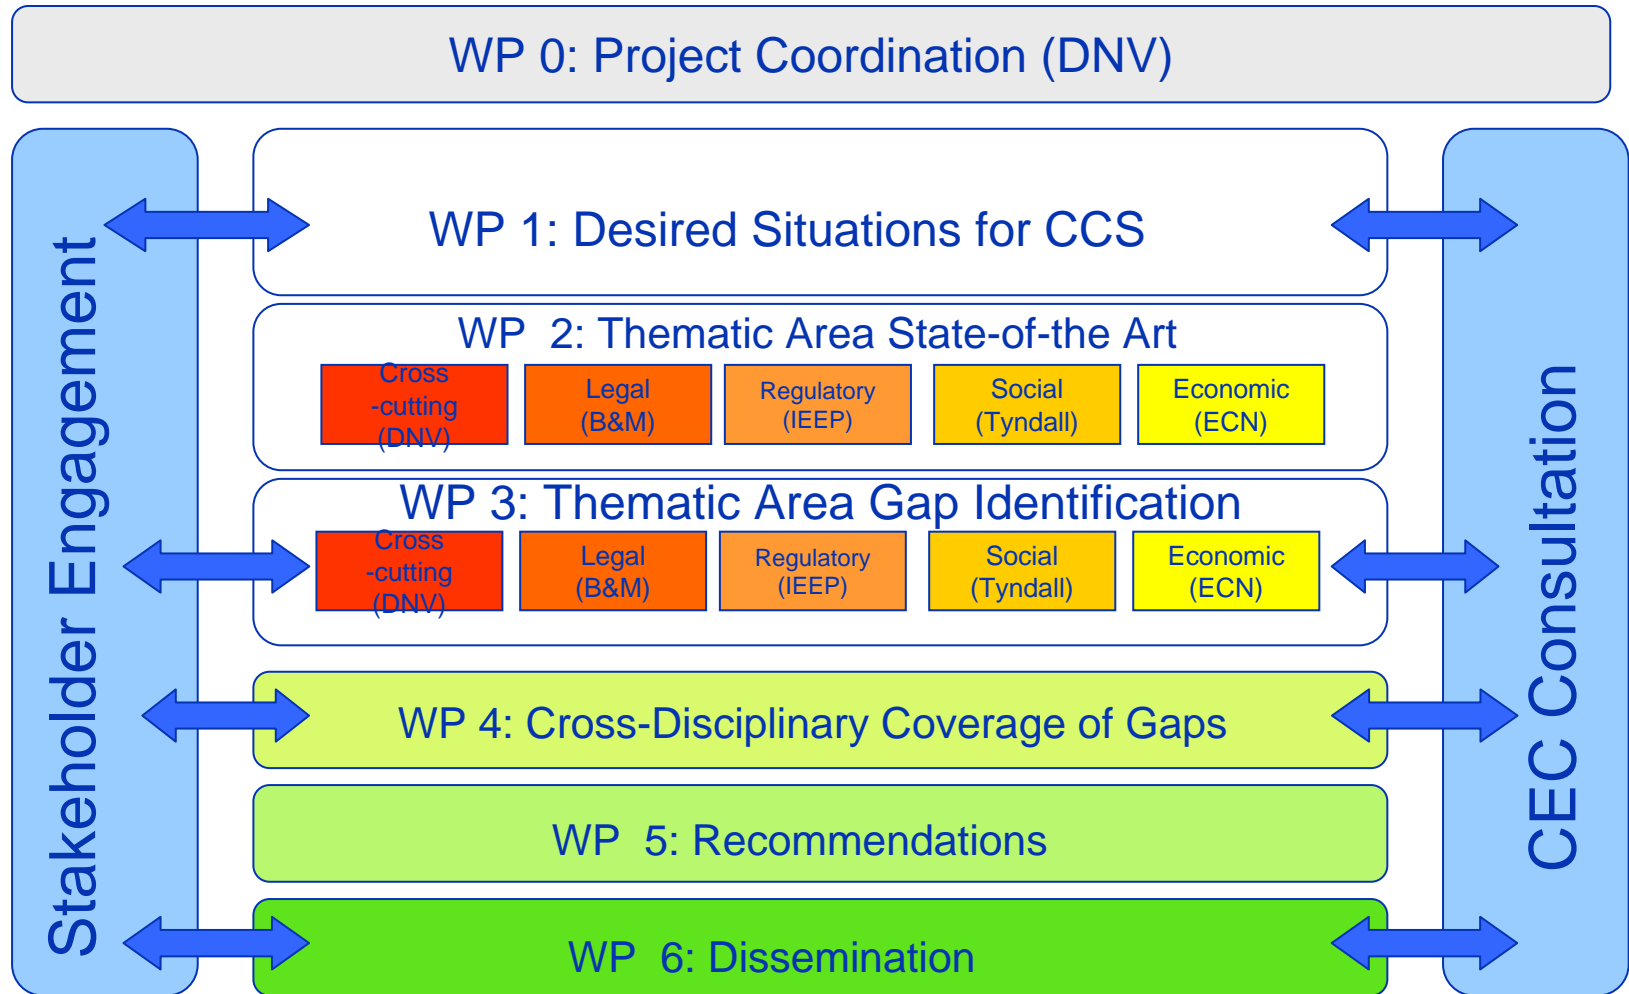 WP 0: Project Coordination (DNV)
Stakeholder Engagement
WP 1: Desired Situations for CCS
WP 2: Thematic Area State-of-the Art
Cross
-cutting
(DNV)
Legal
(B&M)
Regulatory
(IEEP)
Social
(Tyndall)
Economic
(ECN)
WP 3: Thematic Area Gap Identification
Cross
-cutting
(DNV)
Legal
(B&M)
Regulatory
(IEEP)
Social
(Tyndall)
Economic
(ECN)
WP 4: Cross-Disciplinary Coverage of Gaps
WP 5: Recommendations
WP 6: Dissemination
CEC Consultation